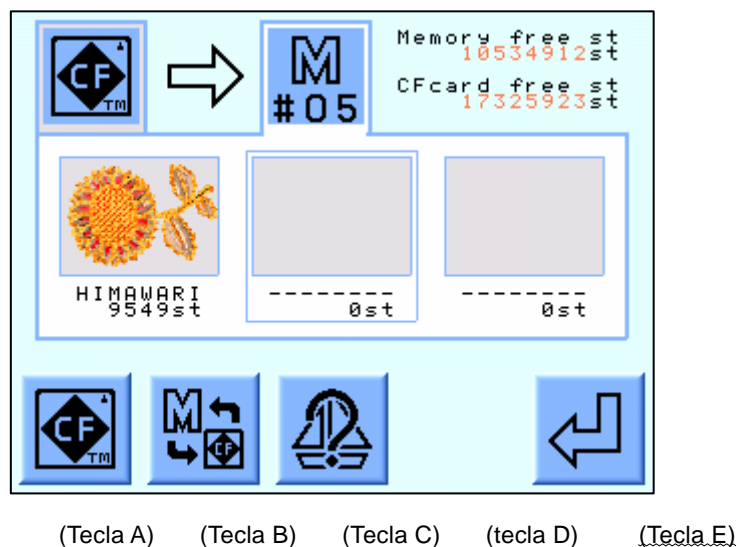 CF
TM
M
#05
Memory free st
10534912st
CFcard free st
17325923st
HIMAWARI
9549st
--------
0st
--------
0st
CF
TM
M
CF
(Tecla A) (Tecla B) (Tecla C) (tecla D) (Tecla E)